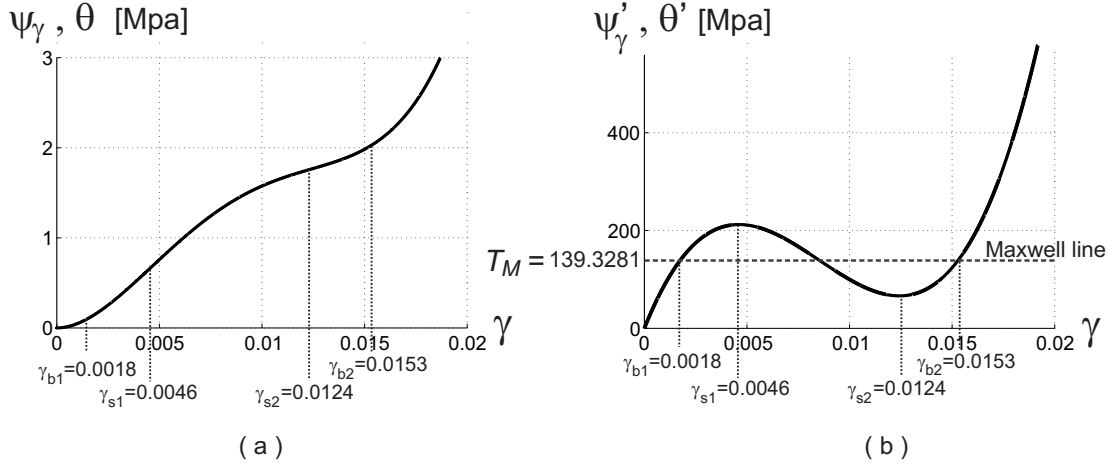 ψγ , θ [Mpa]
3
2
1
0
0 0.005 0.01 0.015 0.02
γ
γb1=0.0018
γs1=0.0046
γs2=0.0124
γb2=0.0153
( a )
ψ'γ , θ' [Mpa]
400
200
TM = 139.3281
Maxwell line
0
0 0.005 0.01 0.015 0.02
γ
γb1=0.0018
γs1=0.0046
γs2=0.0124
γb2=0.0153
( b )